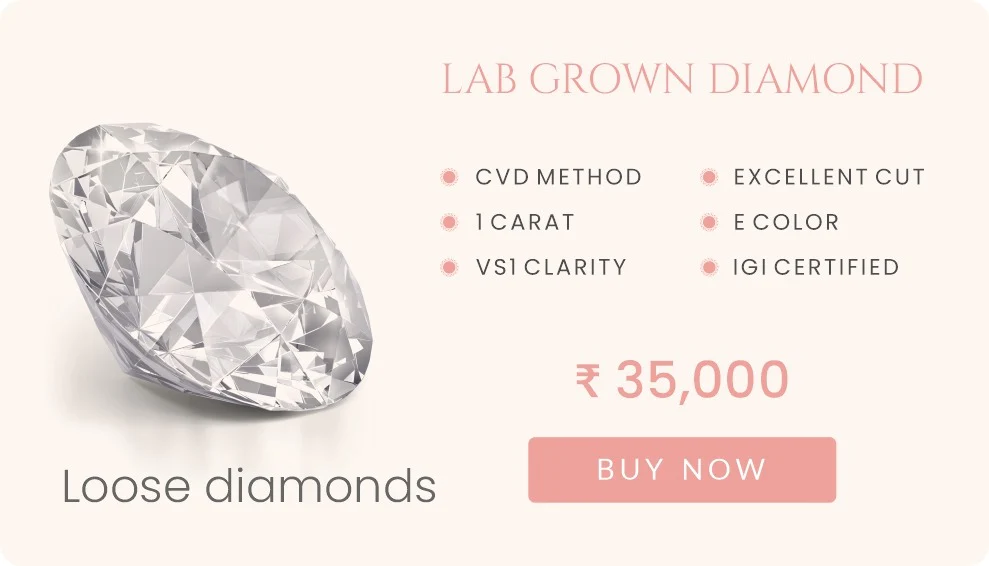 LAB GROWN DIAMOND
CVD METHOD
EXCELLENT CUT
1 CARAT
E COLOR
VS1 CLARITY
IGI CERTIFIED
₹ 35,000
BUY NOW
Loose diamonds